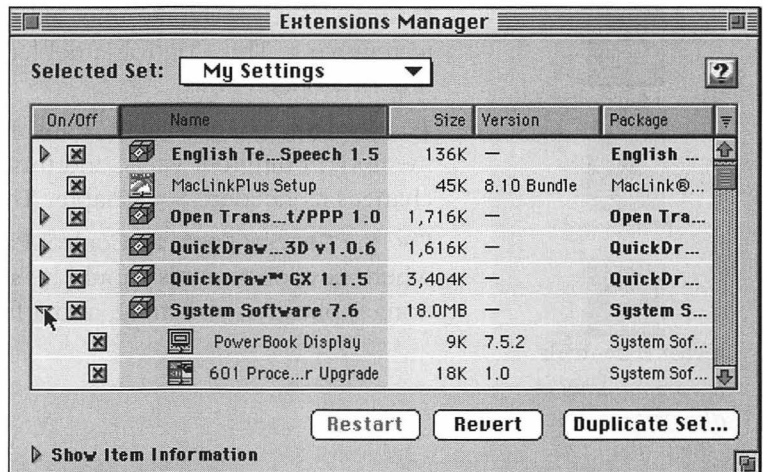 Extensions Manager
Selected Set: My Settings
?
On/Off Name Size Version Package
English Te...Speech 1.5 136K — English ...
MacLinkPlus Setup 45K 8.10 Bundle MacLink®...
Open Trans...t/PPP 1.0 1,716K — Open Tra...
QuickDraw...3D v1.0.6 1,616K — QuickDr...
QuickDraw™ GX 1.1.5 3,404K — QuickDr...
System Software 7.6 18.0MB — System S...
PowerBook Display 9K 7.5.2 System Sof...
601 Proce...r Upgrade 18K 1.0 System Sof...
Restart Revert Duplicate Set...
Show Item Information